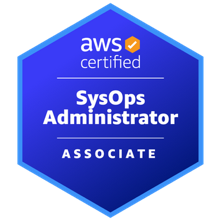 aws
certified
SysOps
Administrator
ASSOCIATE